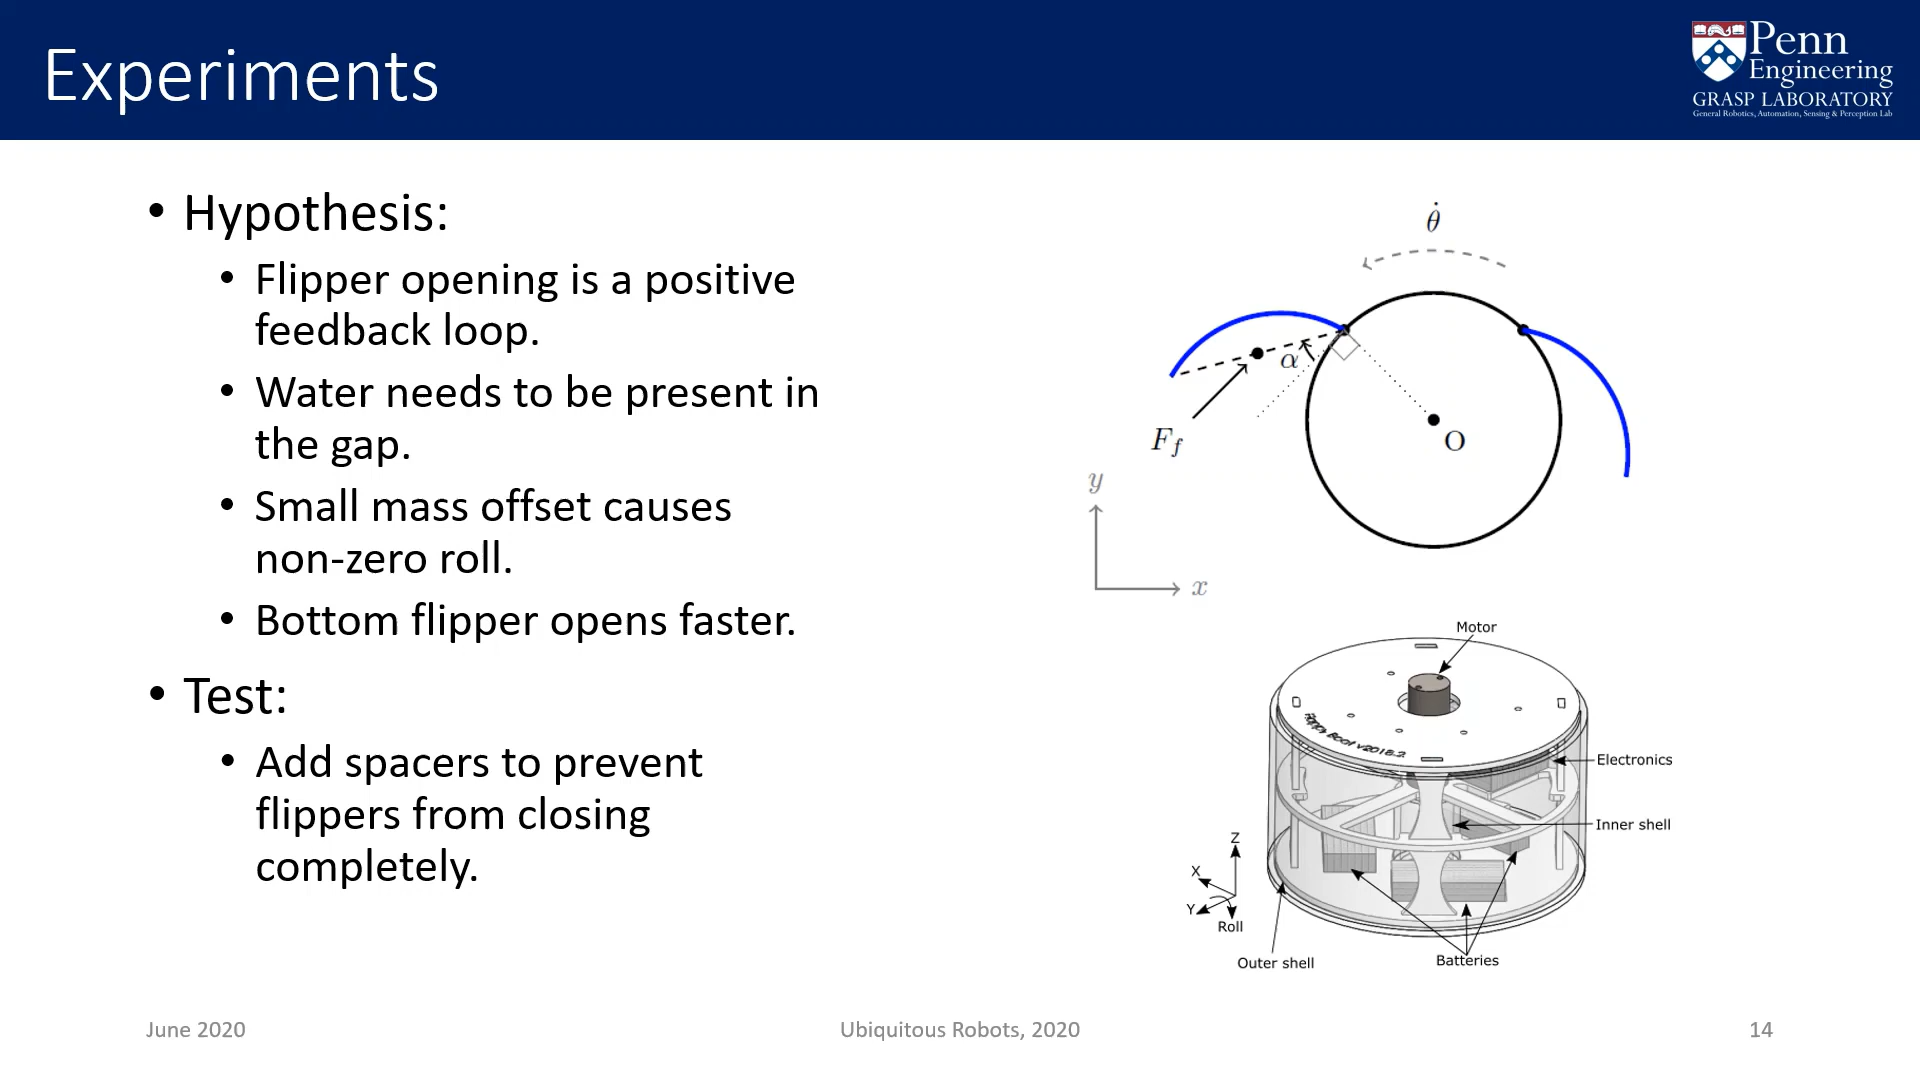 Experiments
Penn
Engineering
GRASP LABORATORY
General Robotics, Automation, Sensing & Perception Lab
• Hypothesis:
• Flipper opening is a positive
feedback loop.
• Water needs to be present in
the gap.
• Small mass offset causes
non-zero roll.
• Bottom flipper opens faster.
• Test:
• Add spacers to prevent
flippers from closing
completely.
θ̇
α
F_f
O
y
x
Motor
Electronics
Inner shell
Z
X
Y
Roll
Outer shell
Batteries
June 2020
Ubiquitous Robots, 2020
14